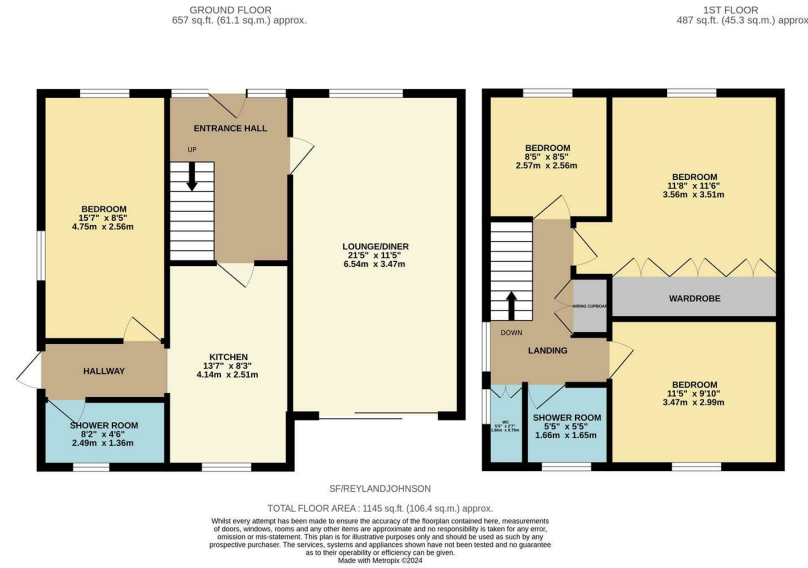 GROUND FLOOR
657 sq.ft. (61.1 sq.m.) approx.
1ST FLOOR
487 sq.ft. (45.3 sq.m.) approx
ENTRANCE HALL
UP
BEDROOM
15'7" x 8'5"
4.75m x 2.56m
LOUNGE/DINER
21'5" x 11'5"
6.54m x 3.47m
KITCHEN
13'7" x 8'3"
4.14m x 2.51m
HALLWAY
SHOWER ROOM
8'2" x 4'6"
2.49m x 1.36m
BEDROOM
8'5" x 8'5"
2.57m x 2.56m
BEDROOM
11'8" x 11'6"
3.56m x 3.51m
WARDROBE
AIRING CUPBOARD
DOWN
LANDING
BEDROOM
11'5" x 9'10"
3.47m x 2.99m
WC
5'5" x 2'7"
SHOWER ROOM
5'5" x 5'5"
1.66m x 1.65m
SF/REYLANDJOHNSON
TOTAL FLOOR AREA : 1145 sq.ft. (106.4 sq.m.) approx.
Whilst every attempt has been made to ensure the accuracy of the floorplan contained here, measurements
of doors, windows, rooms and any other items are approximate and no responsibility is taken for any error,
omission or mis-statement. This plan is for illustrative purposes only and should be used as such by any
prospective purchaser. The services, systems and appliances shown have not been tested and no guarantee
as to their operability or efficiency can be given.
Made with Metropix ©2024